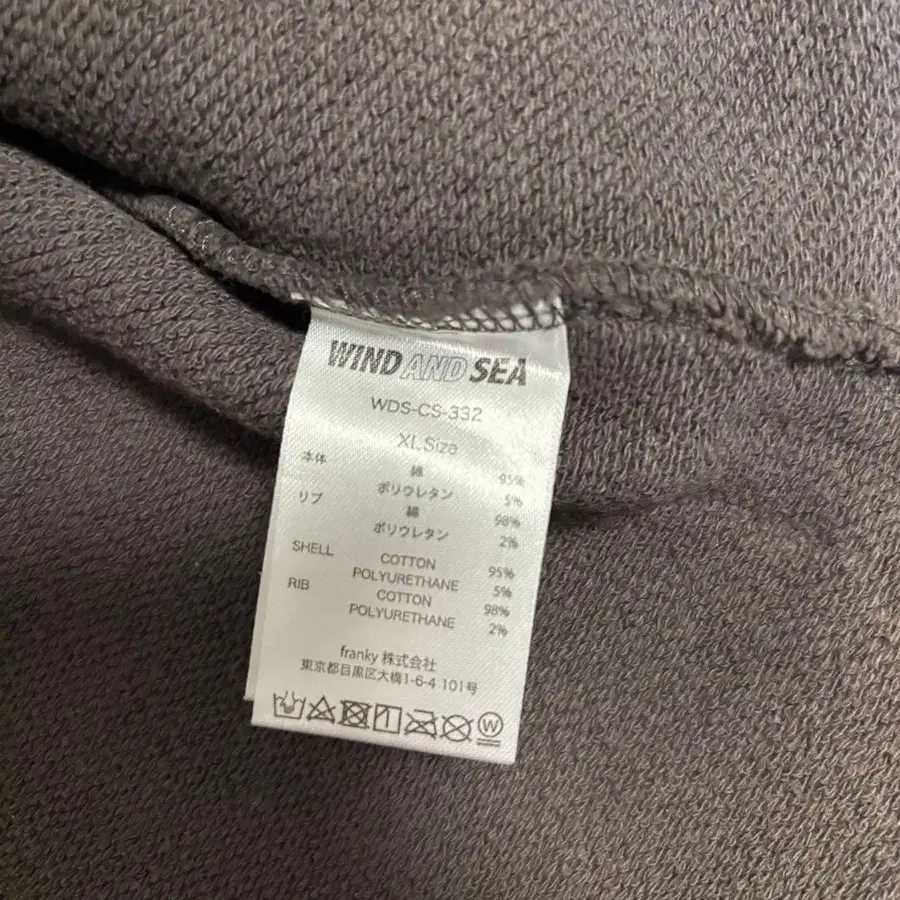 WIND AND SEA
WDS-CS-332
XL Size
本体 綿 95%
ポリウレタン 5%
リブ 綿 98%
ポリウレタン 2%
SHELL COTTON 95%
POLYURETHANE 5%
RIB COTTON 98%
POLYURETHANE 2%
franky 株式会社
東京都目黒区大橋1-6-4 101号
W